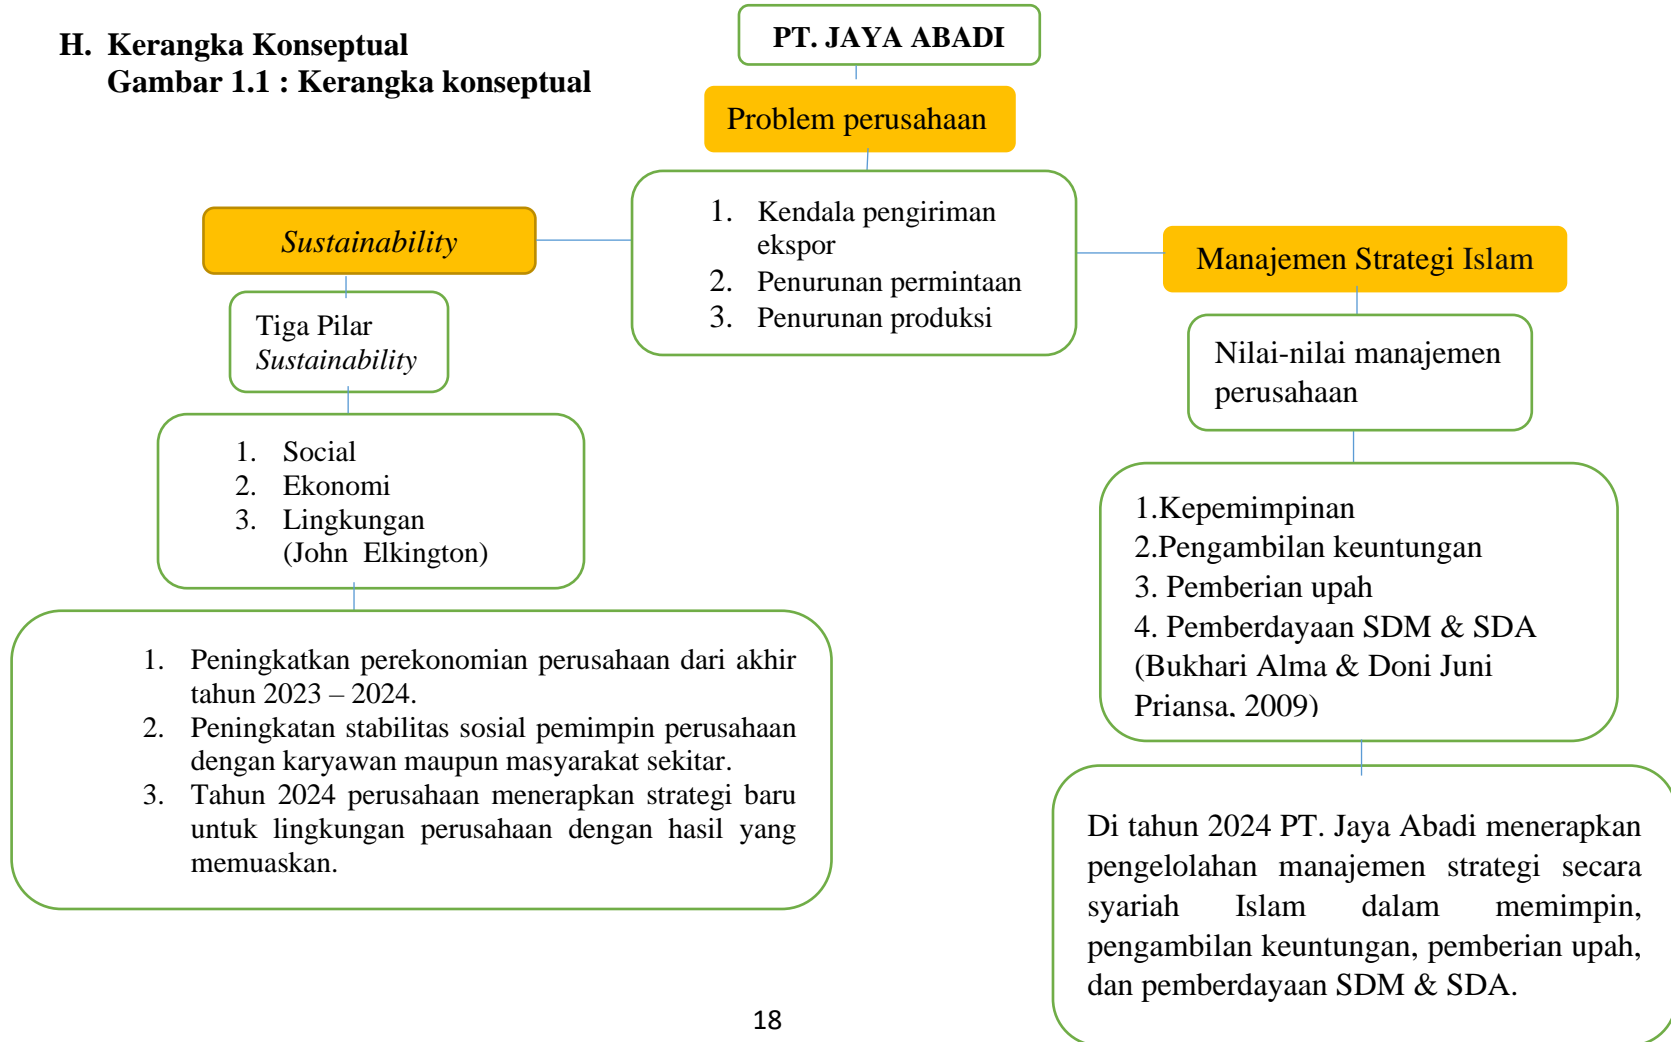 H. Kerangka Konseptual
Gambar 1.1 : Kerangka konseptual
PT. JAYA ABADI
Problem perusahaan
1. Kendala pengiriman
ekspor
2. Penurunan permintaan
3. Penurunan produksi
Sustainability
Tiga Pilar
Sustainability
1. Social
2. Ekonomi
3. Lingkungan
(John Elkington)
1. Peningkatkan perekonomian perusahaan dari akhir
tahun 2023 – 2024.
2. Peningkatan stabilitas sosial pemimpin perusahaan
dengan karyawan maupun masyarakat sekitar.
3. Tahun 2024 perusahaan menerapkan strategi baru
untuk lingkungan perusahaan dengan hasil yang
memuaskan.
Manajemen Strategi Islam
Nilai-nilai manajemen
perusahaan
1.Kepemimpinan
2.Pengambilan keuntungan
3. Pemberian upah
4. Pemberdayaan SDM & SDA
(Bukhari Alma & Doni Juni
Priansa, 2009)
Di tahun 2024 PT. Jaya Abadi menerapkan
pengelolahan manajemen strategi secara
syariah Islam dalam memimpin,
pengambilan keuntungan, pemberian upah,
dan pemberdayaan SDM & SDA.
18